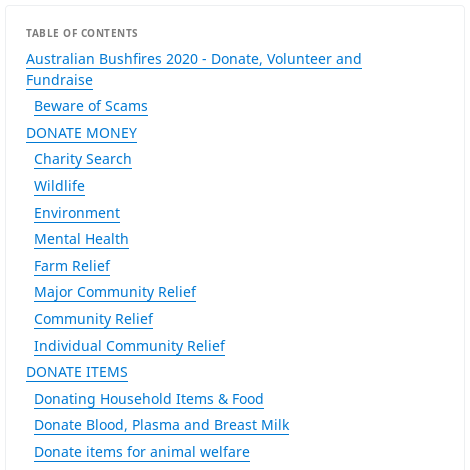 TABLE OF CONTENTS
Australian Bushfires 2020 - Donate, Volunteer and
Fundraise
Beware of Scams
DONATE MONEY
Charity Search
Wildlife
Environment
Mental Health
Farm Relief
Major Community Relief
Community Relief
Individual Community Relief
DONATE ITEMS
Donating Household Items & Food
Donate Blood, Plasma and Breast Milk
Donate items for animal welfare